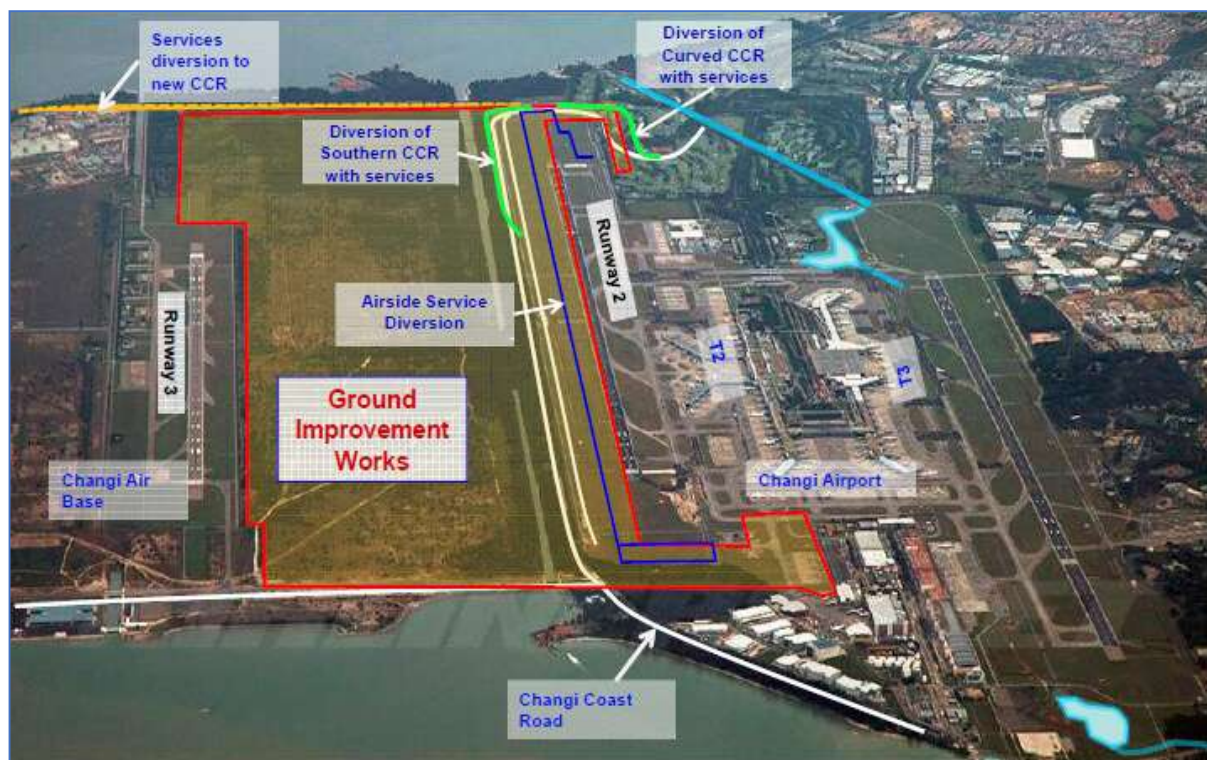 Services
diversion to
new CCR
Diversion of
Curved CCR
with services
Diversion of
Southern CCR
with services
Runway 2
Airside Service
Diversion
Runway 3
T2
T3
Ground
Improvement
Works
Changi Air
Base
Changi Airport
Changi Coast
Road